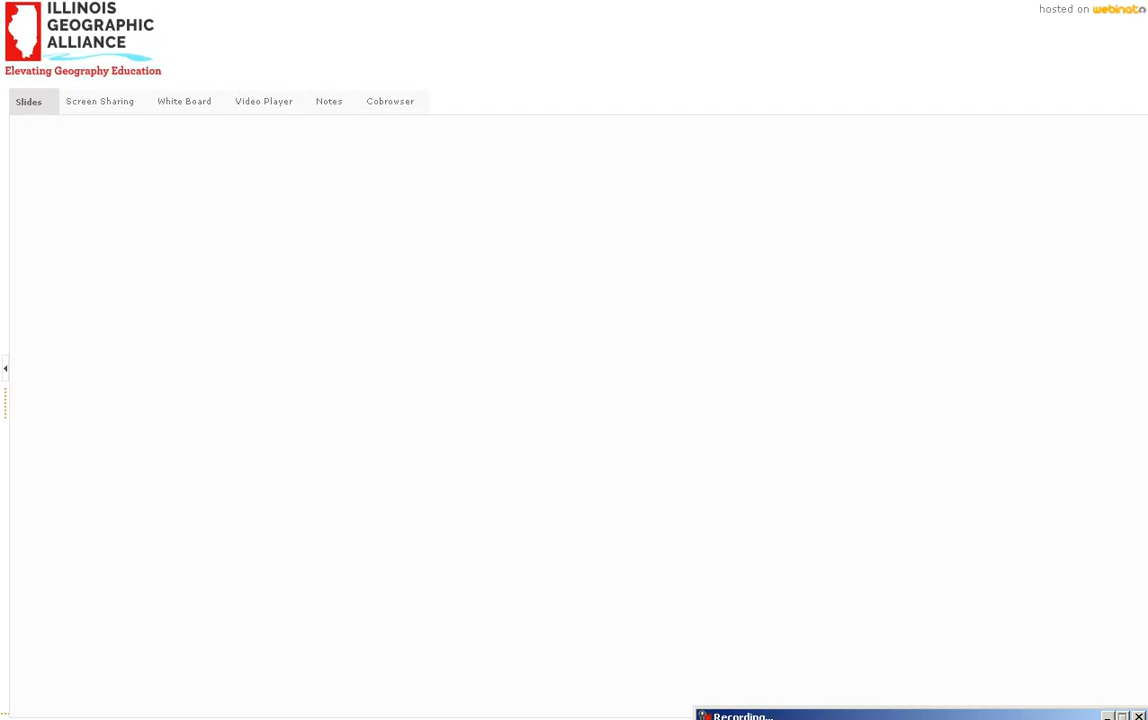 ILLINOIS
GEOGRAPHIC
ALLIANCE
Elevating Geography Education
hosted on webinato
Slides Screen Sharing White Board Video Player Notes Cobrowser
Recording...